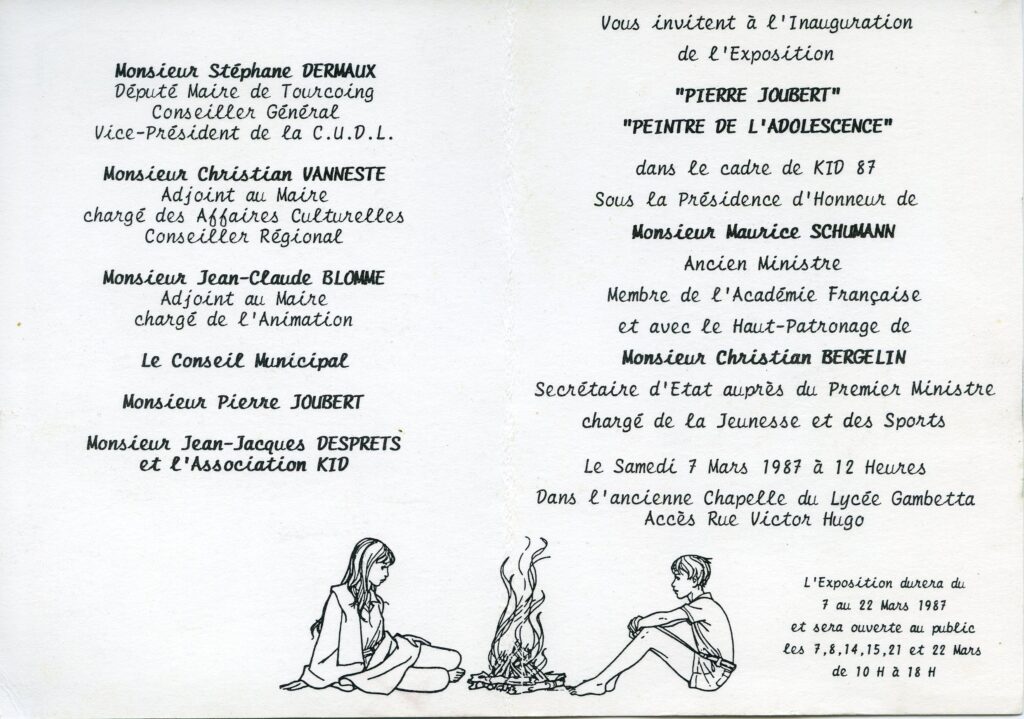 Monsieur Stéphane DERMAUX
Député Maire de Tourcoing
Conseiller Général
Vice-Président de la C.U.D.L.
Monsieur Christian VANNESTE
Adjoint au Maire
chargé des Affaires Culturelles
Conseiller Régional
Monsieur Jean-Claude BLOMME
Adjoint au Maire
chargé de l'Animation
Le Conseil Municipal
Monsieur Pierre JOUBERT
Monsieur Jean-Jacques DESPRETS
et l'Association KID
Vous invitent à l'Inauguration
de l'Exposition
"PIERRE JOUBERT"
"PEINTRE DE L'ADOLESCENCE"
dans le cadre de KID 87
Sous la Présidence d'Honneur de
Monsieur Maurice SCHUMANN
Ancien Ministre
Membre de l'Académie Française
et avec le Haut-Patronage de
Monsieur Christian BERGELIN
Secrétaire d'Etat auprès du Premier Ministre
chargé de la Jeunesse et des Sports
Le Samedi 7 Mars 1987 à 12 Heures
Dans l'ancienne Chapelle du Lycée Gambetta
Accès Rue Victor Hugo
L'Exposition durera du
7 au 22 Mars 1987
et sera ouverte au public
les 7,8,14,15,21 et 22 Mars
de 10 H à 18 H